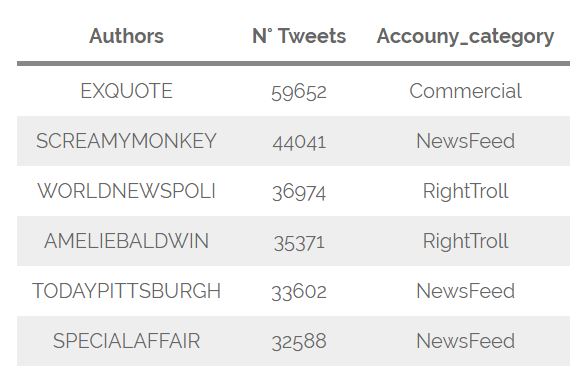 Authors N° Tweets Accouny_category
EXQUOTE 59652 Commercial
SCREAMYMONKEY 44041 NewsFeed
WORLDNEWSPOLI 36974 RightTroll
AMELIEBALDWIN 35371 RightTroll
TODAYPITTSBURGH 33602 NewsFeed
SPECIALAFFAIR 32588 NewsFeed